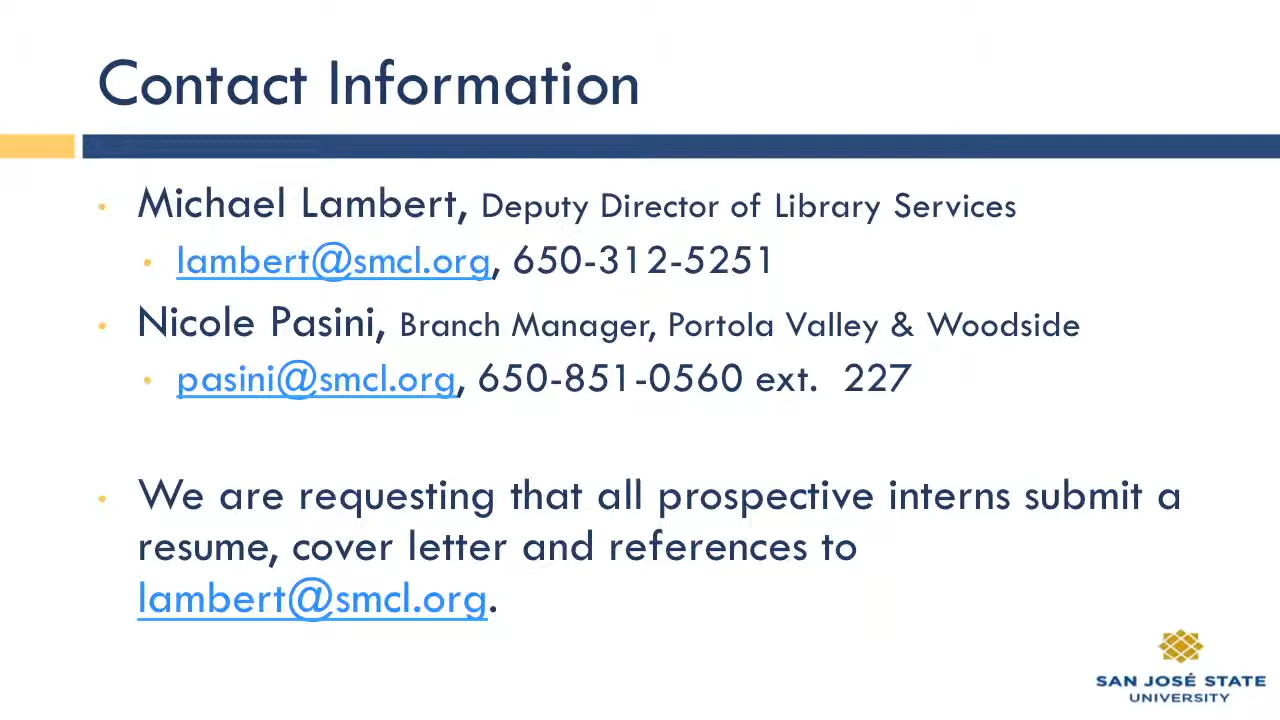 Contact Information
• Michael Lambert, Deputy Director of Library Services
• lambert@smcl.org, 650-312-5251
• Nicole Pasini, Branch Manager, Portola Valley & Woodside
• pasini@smcl.org, 650-851-0560 ext.  227
• We are requesting that all prospective interns submit a
resume, cover letter and references to
lambert@smcl.org.
SAN JOSÉ STATE
UNIVERSITY